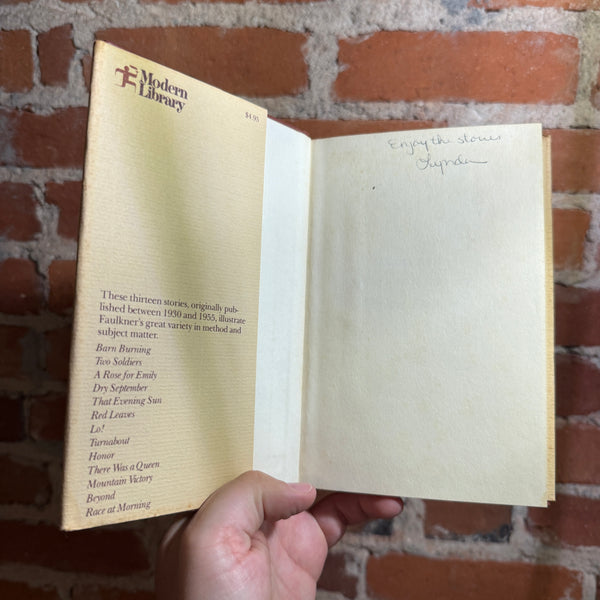 Modern
Library
$4.95
These thirteen stories, originally pub-
lished between 1930 and 1955, illustrate
Faulkner's great variety in method and
subject matter.
Barn Burning
Two Soldiers
A Rose for Emily
Dry September
That Evening Sun
Red Leaves
Lo!
Turnabout
Honor
There Was a Queen
Mountain Victory
Beyond
Race at Morning
Enjoy the stories
Lynda